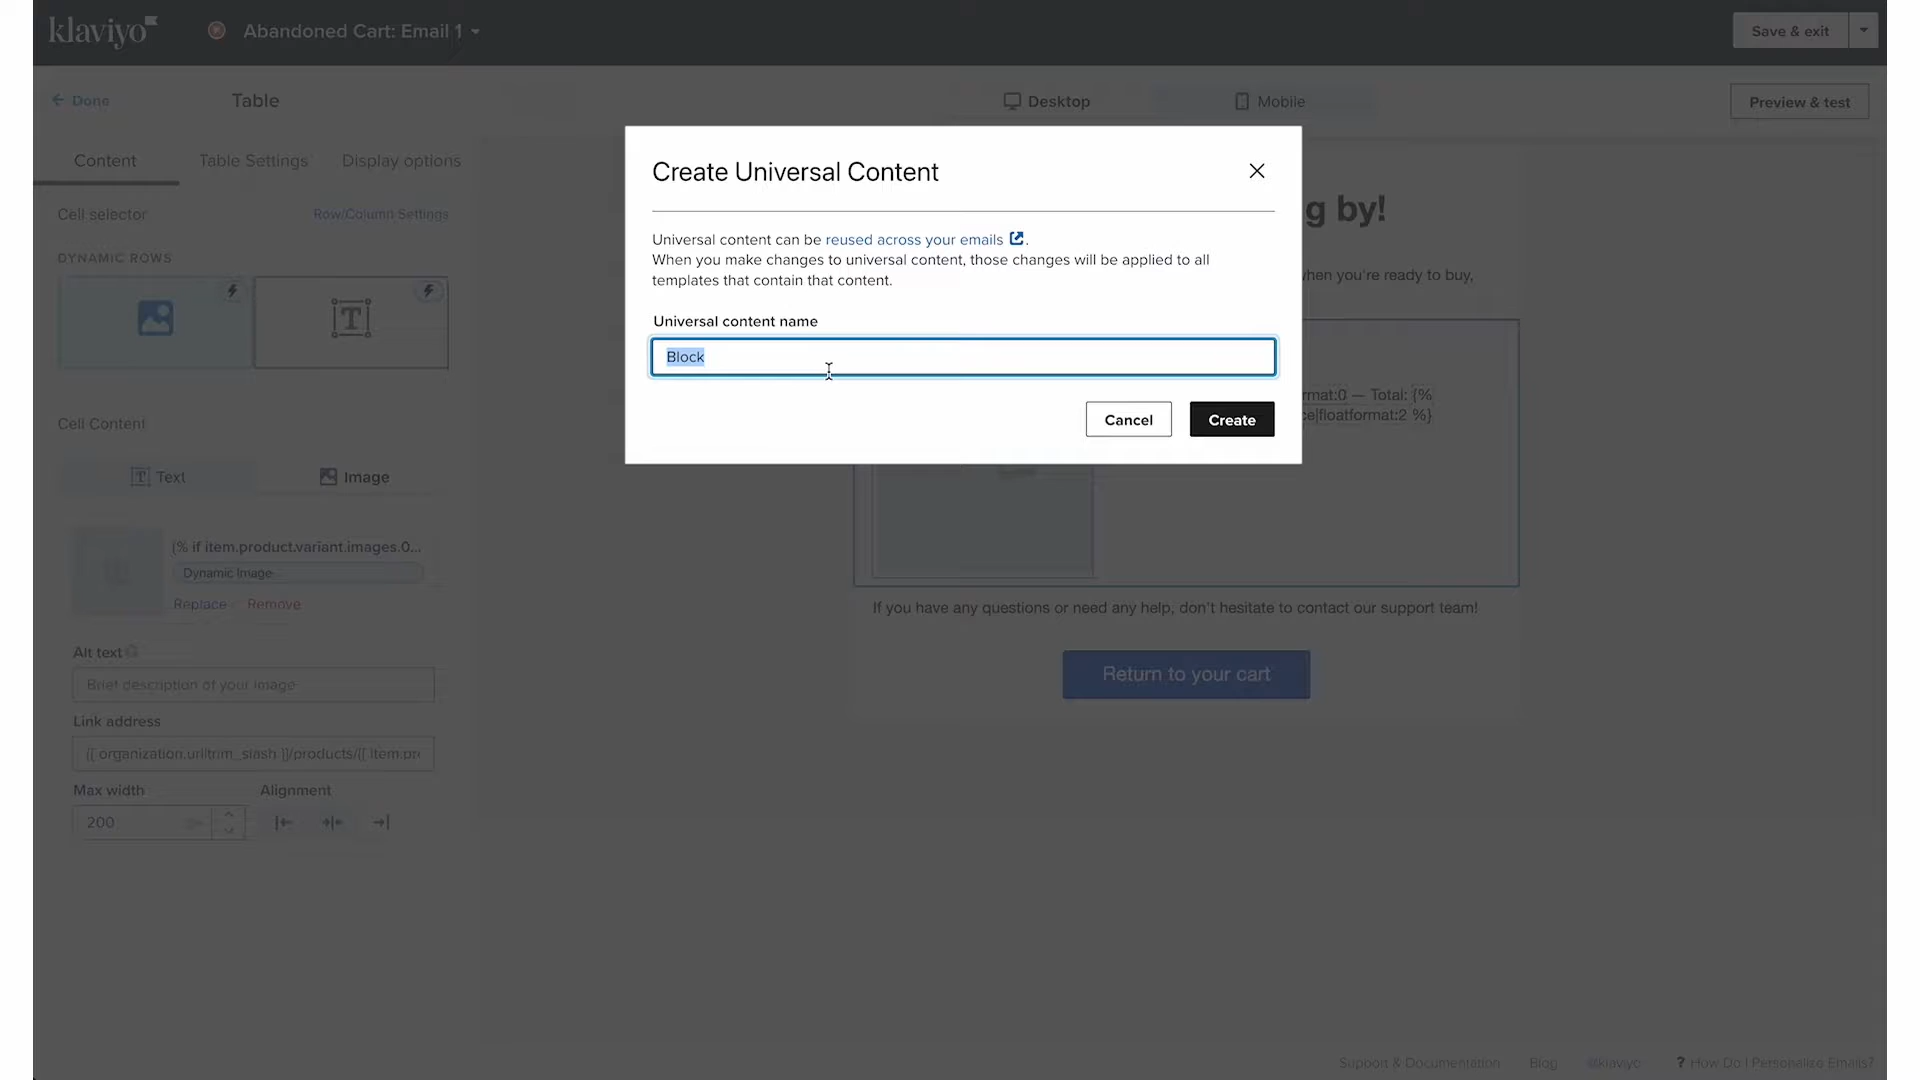 klaviyo
Abandoned Cart: Email 1
Save & exit
Done
Table
Desktop
Mobile
Preview & test
Content
Table Settings
Display options
Create Universal Content
Cell selector
Row/Column Settings
g by!
Universal content can be reused across your emails.
When you make changes to universal content, those changes will be applied to all
templates that contain that content.
DYNAMIC ROWS
hen you're ready to buy,
Universal content name
Block
Cancel
Create
rmat:0 — Total: {%
ce|floatformat:2 %}
Cell Content
Text
Image
{% if item.product.variant.images.0...
Dynamic Image
Replace
Remove
If you have any questions or need any help, don't hesitate to contact our support team!
Return to your cart
Alt text
Brief description of your image
Link address
{{ organization.url|trim_slash }}/products/{{ item.pr
Max width
Alignment
200
Support & Documentation
Blog
@klaviyo
? How Do I Personalise Emails?